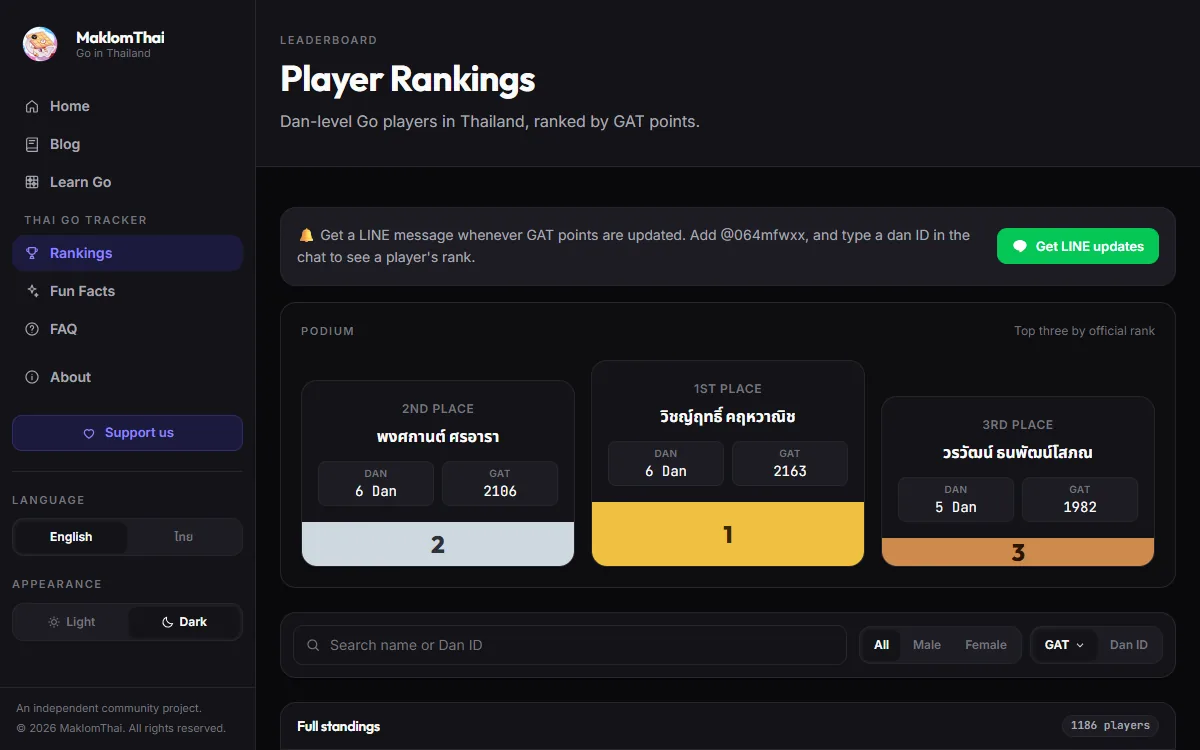 MaklomThai
Go in Thailand
Home
Blog
Learn Go
THAI GO TRACKER
Rankings
Fun Facts
FAQ
About
Support us
LANGUAGE
English
ไทย
APPEARANCE
Light
Dark
An independent community project.
© 2026 MaklomThai. All rights reserved.
LEADERBOARD
Player Rankings
Dan-level Go players in Thailand, ranked by GAT points.
Get a LINE message whenever GAT points are updated. Add @064mfwxx, and type a dan ID in the
chat to see a player's rank.
Get LINE updates
PODIUM
Top three by official rank
2ND PLACE
พงศกานต์ ศรอารา
DAN
6 Dan
GAT
2106
2
1ST PLACE
วิชญ์ฤทธิ์ คฤหวาณิช
DAN
6 Dan
GAT
2163
1
3RD PLACE
วรวัฒน์ ธนพัฒน์โสภณ
DAN
5 Dan
GAT
1982
3
Search name or Dan ID
All
Male
Female
GAT
Dan ID
Full standings
1186 players